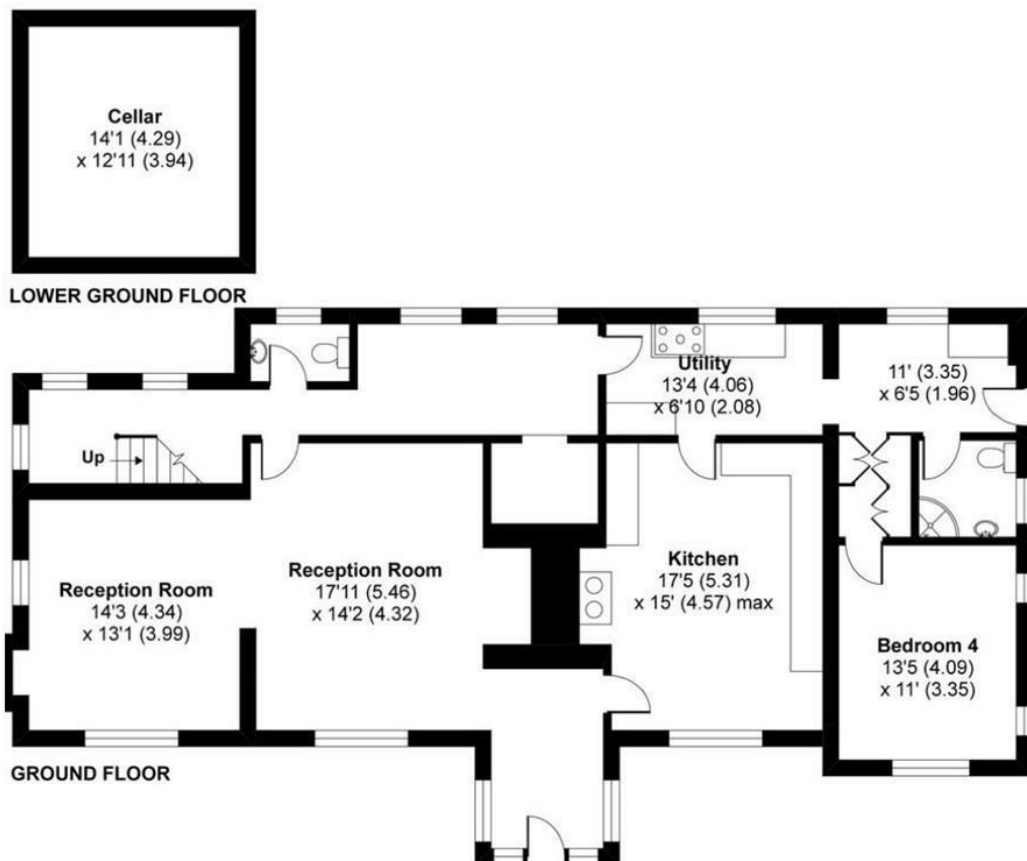 Cellar
14'1 (4.29)
x 12'11 (3.94)
LOWER GROUND FLOOR
Utility
13'4 (4.06)
x 6'10 (2.08)
11' (3.35)
x 6'5 (1.96)
Up
Reception Room
14'3 (4.34)
x 13'1 (3.99)
Reception Room
17'11 (5.46)
x 14'2 (4.32)
Kitchen
17'5 (5.31)
x 15' (4.57) max
Bedroom 4
13'5 (4.09)
x 11' (3.35)
GROUND FLOOR